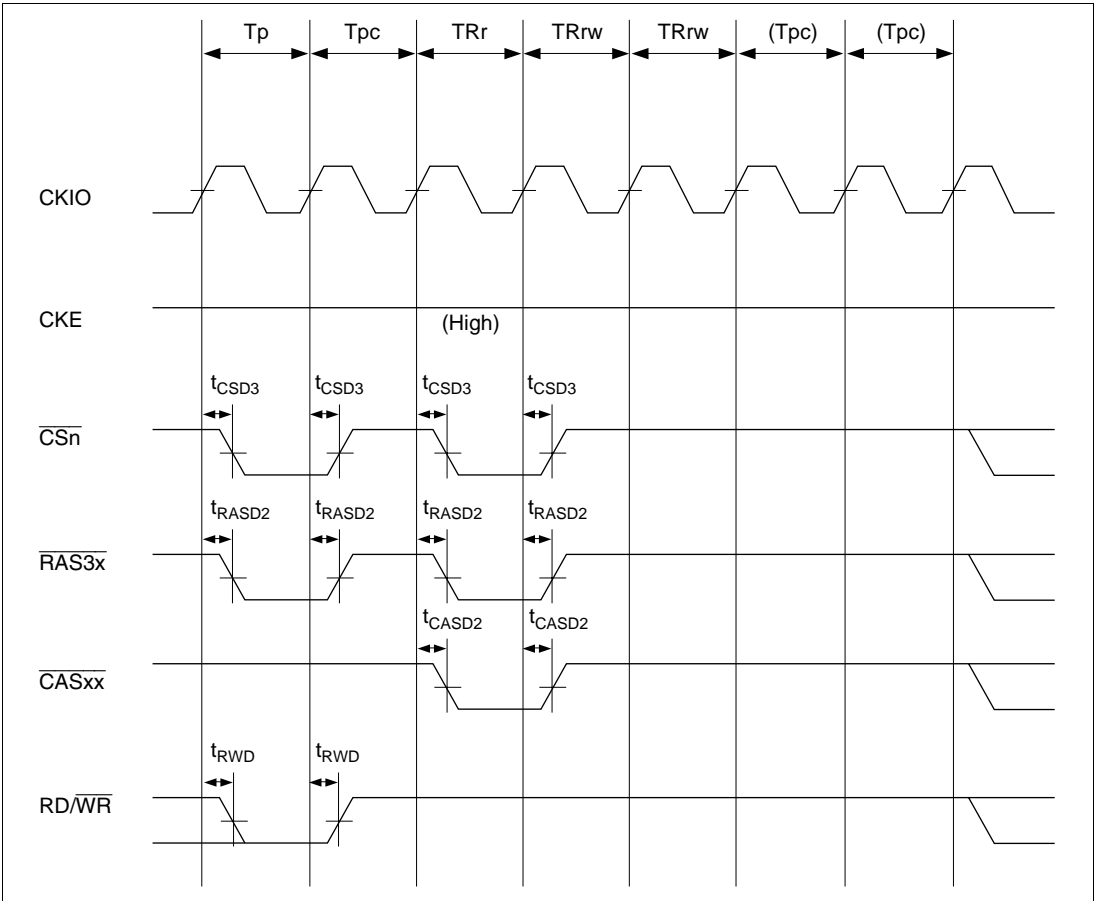 Tp Tpc TRr TRrw TRrw (Tpc) (Tpc)
CKIO
CKE
(High)
tCSD3 tCSD3 tCSD3 tCSD3
CSn
tRASD2 tRASD2 tRASD2 tRASD2
RAS3x
tCASD2 tCASD2
CASxx
tRWD tRWD
RD/WR